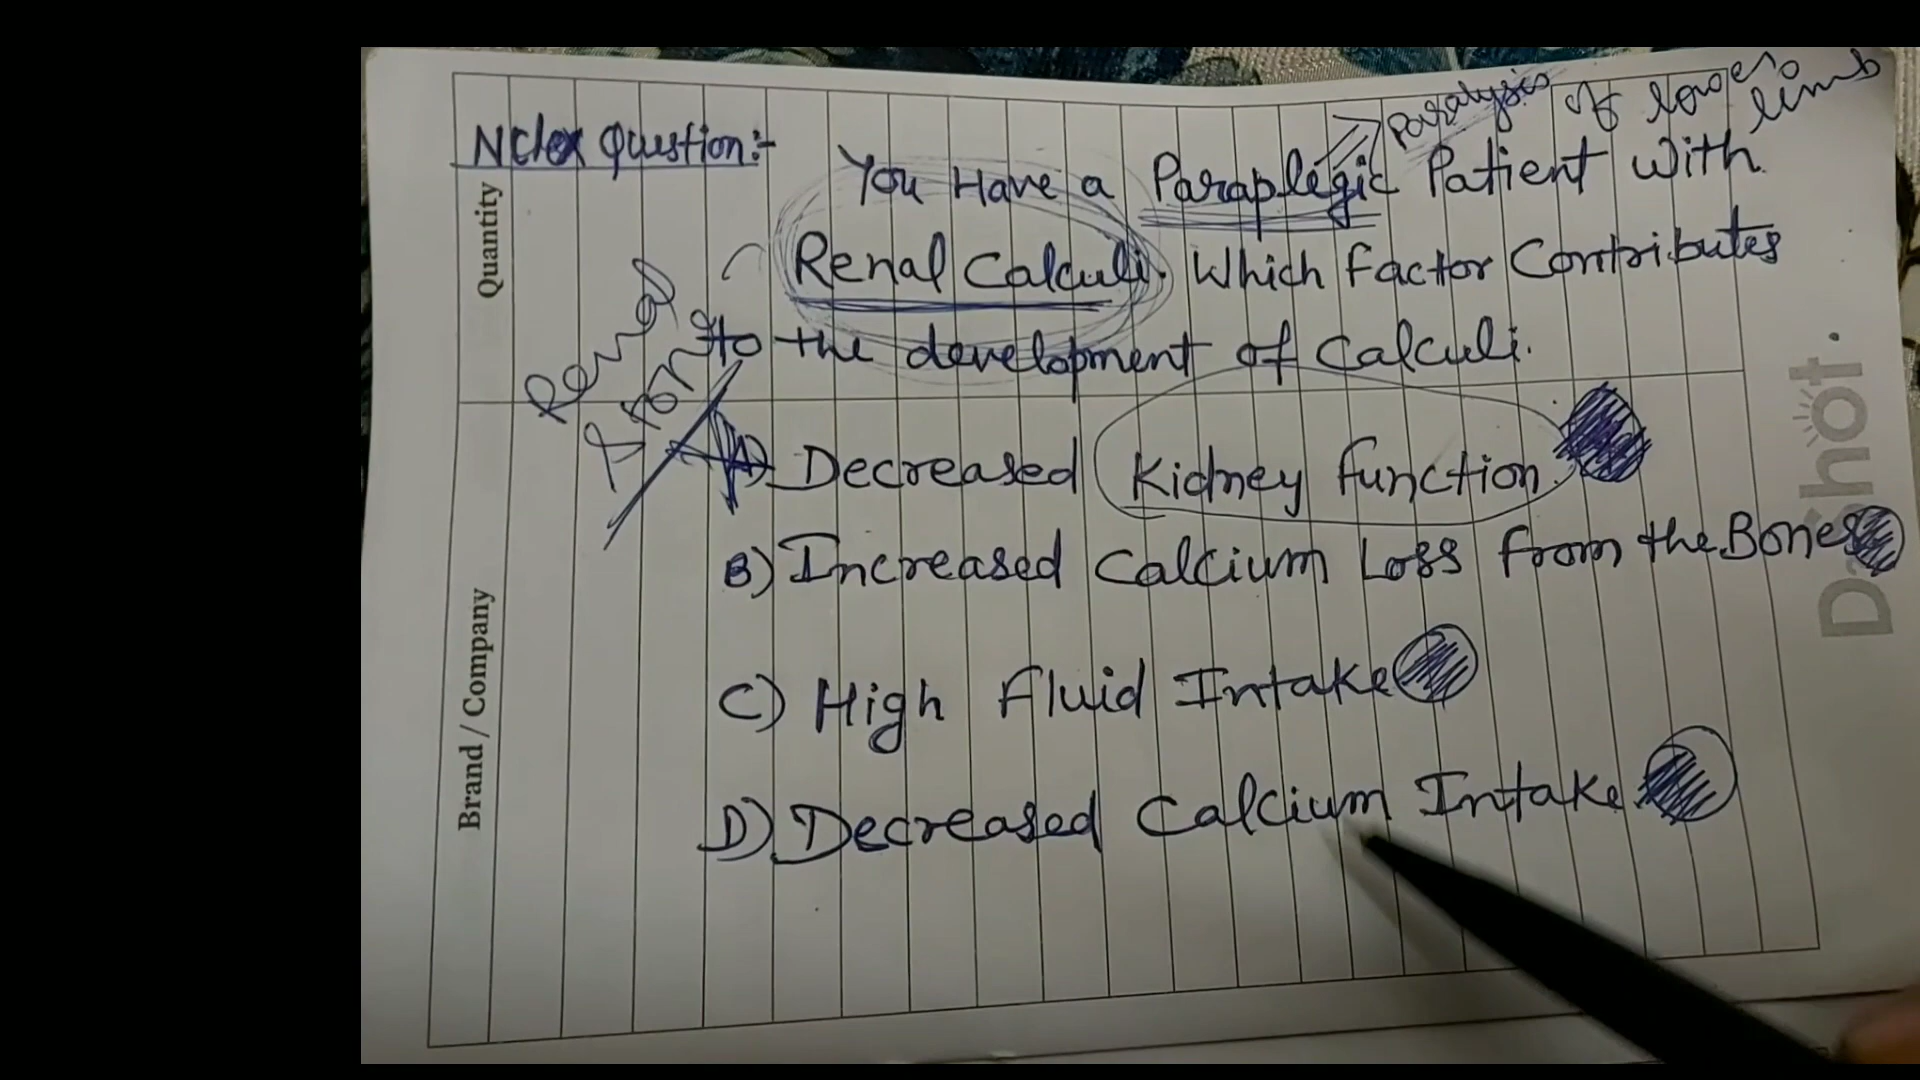 Paralysis of lower limb
Nclex Question:-
You Have a Paraplegic Patient with
Renal Calculi. Which factor Contributes
to the development of Calculi.
Renal
A) Decreased Kidney function.
B) Increased Calcium Loss from the Bones
C) High Fluid Intake
D) Decreased Calcium Intake
Quantity
Brand / Company